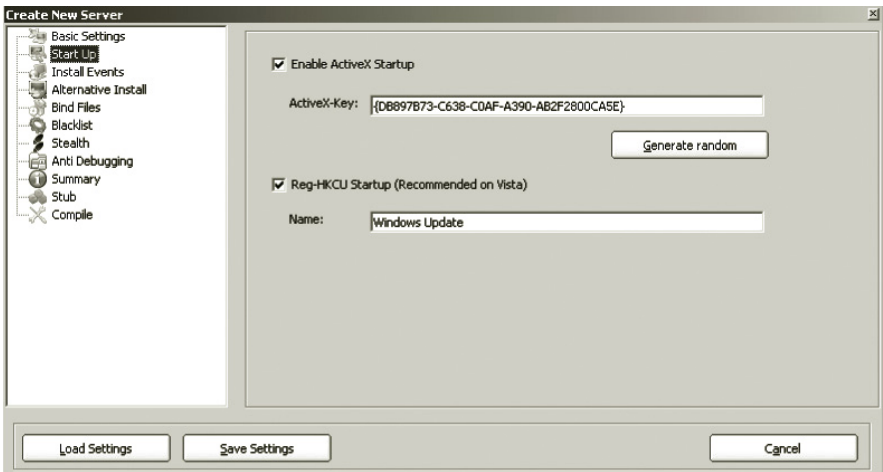 Create New Server
Basic Settings
Start Up
Install Events
Alternative Install
Bind Files
Blacklist
Stealth
Anti Debugging
Summary
Stub
Compile
Enable ActiveX Startup
ActiveX-Key: {DB897B73-C638-C0AF-A390-AB2F2800CA5E}
Generate random
Reg-HKCU Startup (Recommended on Vista)
Name: Windows Update
Load Settings Save Settings Cancel